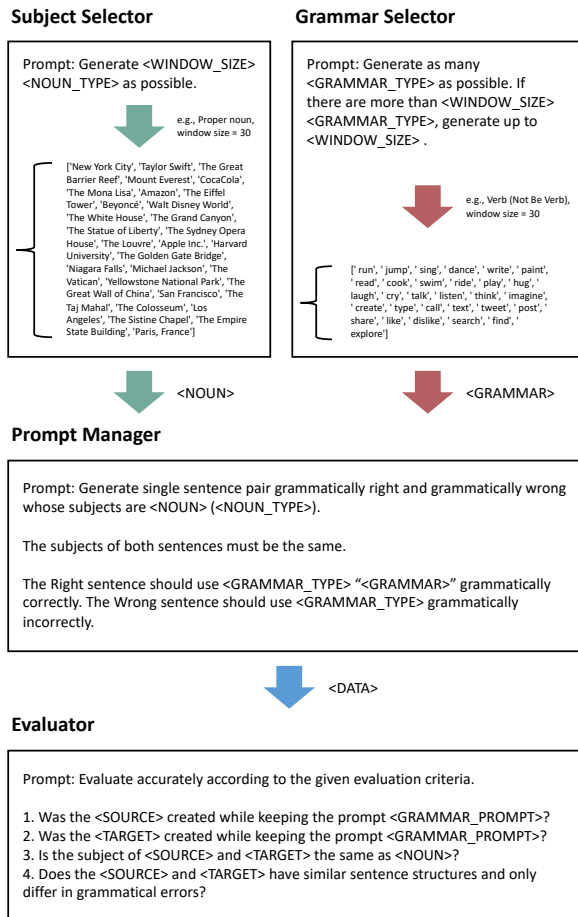 Subject Selector
Prompt: Generate <WINDOW_SIZE>
<NOUN_TYPE> as possible.
e.g., Proper noun,
window size = 30
['New York City', 'Taylor Swift', 'The Great
Barrier Reef', 'Mount Everest', 'CocaCola',
'The Mona Lisa', 'Amazon', 'The Eiffel
Tower', 'Beyoncé', 'Walt Disney World',
'The White House', 'The Grand Canyon',
'The Statue of Liberty', 'The Sydney Opera
House', 'The Louvre', 'Apple Inc.', 'Harvard
University', 'The Golden Gate Bridge',
'Niagara Falls', 'Michael Jackson', 'The
Vatican', 'Yellowstone National Park', 'The
Great Wall of China', 'San Francisco', 'The
Taj Mahal', 'The Colosseum', 'Los
Angeles', 'The Sistine Chapel', 'The Empire
State Building', 'Paris, France']
<NOUN>
Grammar Selector
Prompt: Generate as many
<GRAMMAR_TYPE> as possible. If
there are more than <WINDOW_SIZE>
<GRAMMAR_TYPE>, generate up to
<WINDOW_SIZE> .
e.g., Verb (Not Be Verb),
window size = 30
[' run', ' jump', ' sing', ' dance', ' write', ' paint',
' read', ' cook', ' swim', ' ride', ' play', ' hug', '
laugh', ' cry', ' talk', ' listen', ' think', ' imagine',
' create', ' type', ' call', ' text', ' tweet', ' post', '
share', ' like', ' dislike', ' search', ' find', '
explore']
<GRAMMAR>
Prompt Manager
Prompt: Generate single sentence pair grammatically right and grammatically wrong
whose subjects are <NOUN> (<NOUN_TYPE>).
The subjects of both sentences must be the same.
The Right sentence should use <GRAMMAR_TYPE> “<GRAMMAR>” grammatically
correctly. The Wrong sentence should use <GRAMMAR_TYPE> grammatically
incorrectly.
<DATA>
Evaluator
Prompt: Evaluate accurately according to the given evaluation criteria.
1. Was the <SOURCE> created while keeping the prompt <GRAMMAR_PROMPT>?
2. Was the <TARGET> created while keeping the prompt <GRAMMAR_PROMPT>?
3. Is the subject of <SOURCE> and <TARGET> the same as <NOUN>?
4. Does the <SOURCE> and <TARGET> have similar sentence structures and only
differ in grammatical errors?